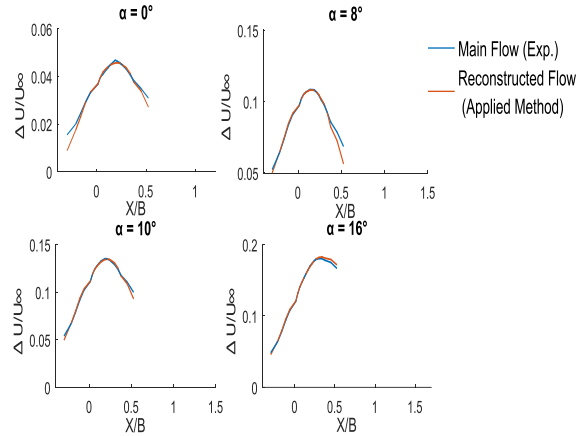 α = 0°
0.06
0.04
0.02
0
Δ U/U∞
0
0.5
1
X/B
α = 8°
0.15
0.1
0.05
Δ U/U∞
0
0.5
1
1.5
X/B
Main Flow (Exp.)
Reconstructed Flow
(Applied Method)
α = 10°
0.15
0.1
0.05
0
Δ U/U∞
0
0.5
1
1.5
X/B
α = 16°
0.2
0.1
0
Δ U/U∞
0
0.5
1
1.5
X/B